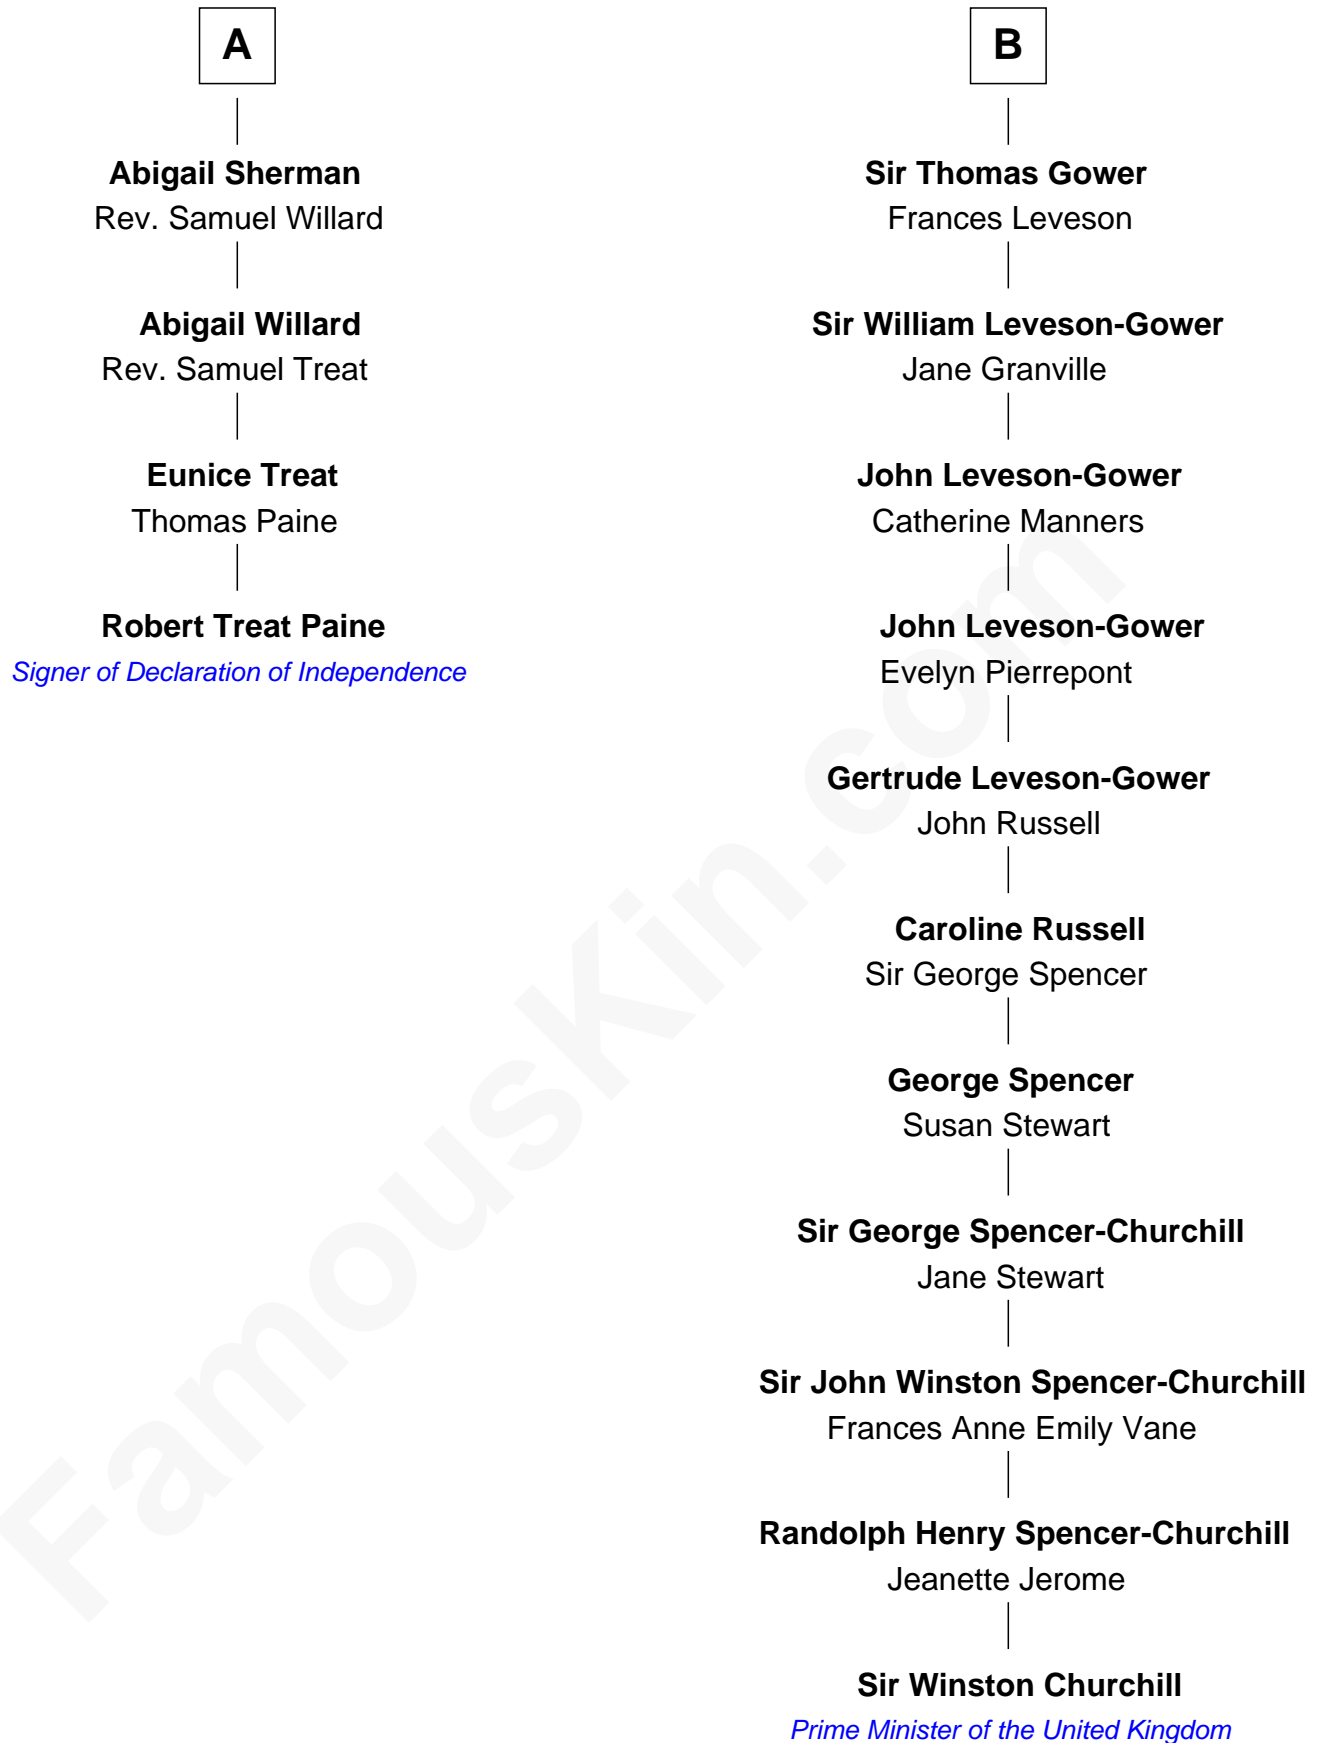 A
Abigail Sherman
Rev. Samuel Willard
Abigail Willard
Rev. Samuel Treat
Eunice Treat
Thomas Paine
Robert Treat Paine
Signer of Declaration of Independence
B
Sir Thomas Gower
Frances Leveson
Sir William Leveson-Gower
Jane Granville
John Leveson-Gower
Catherine Manners
John Leveson-Gower
Evelyn Pierrepont
Gertrude Leveson-Gower
John Russell
Caroline Russell
Sir George Spencer
George Spencer
Susan Stewart
Sir George Spencer-Churchill
Jane Stewart
Sir John Winston Spencer-Churchill
Frances Anne Emily Vane
Randolph Henry Spencer-Churchill
Jeanette Jerome
Sir Winston Churchill
Prime Minister of the United Kingdom
FamousKin.com